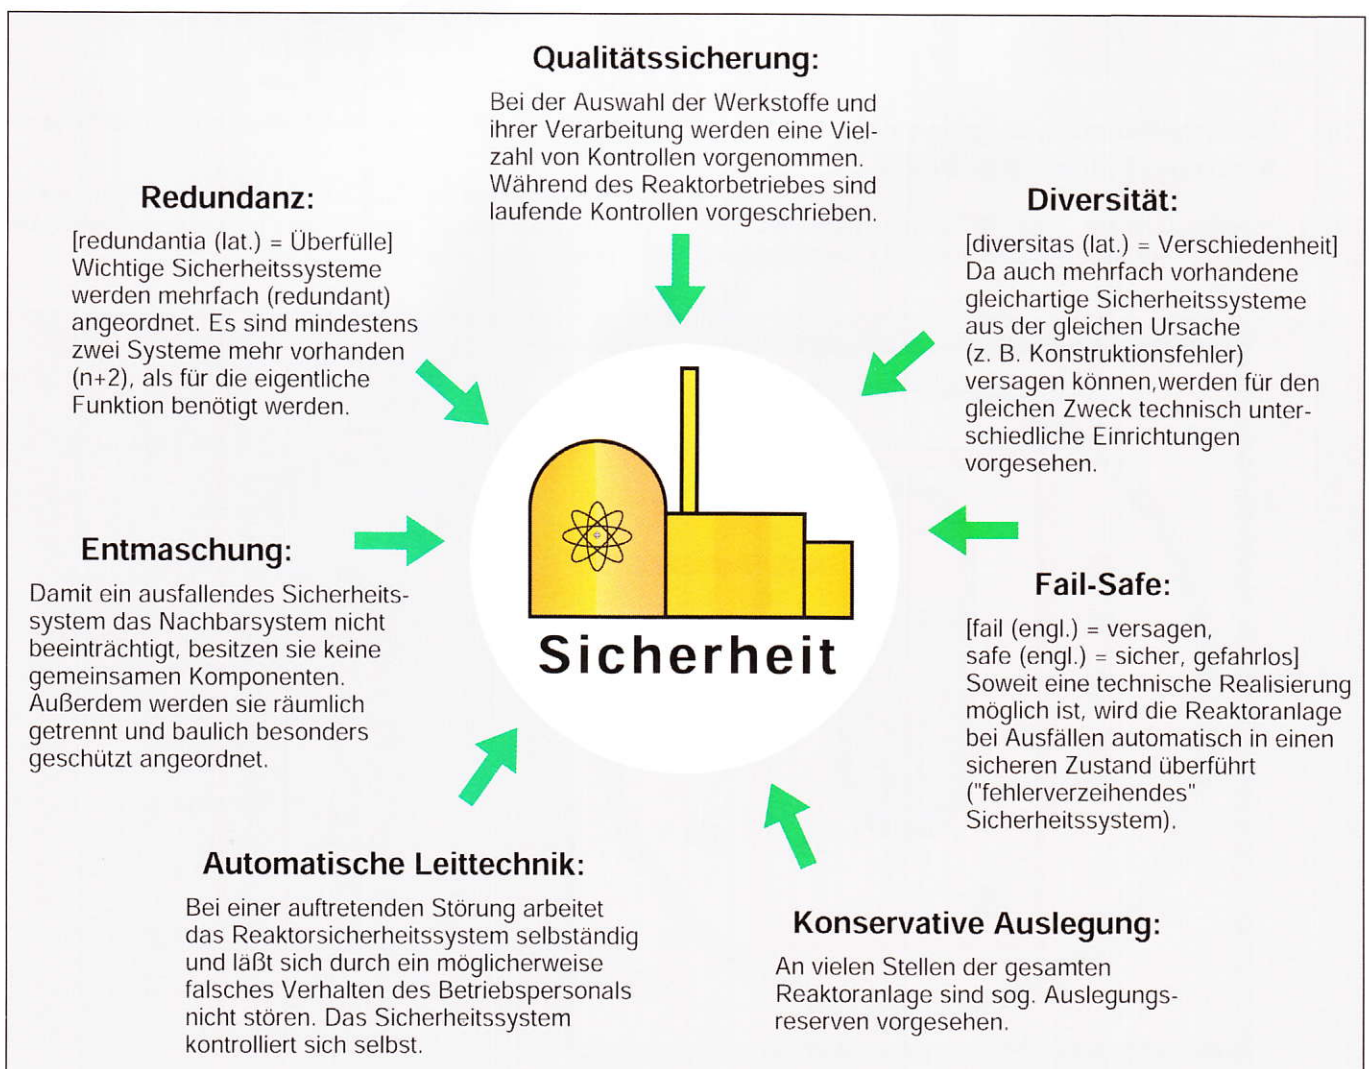 Qualitätssicherung:
Bei der Auswahl der Werkstoffe und
ihrer Verarbeitung werden eine Viel-
zahl von Kontrollen vorgenommen.
Während des Reaktorbetriebes sind
laufende Kontrollen vorgeschrieben.
Redundanz:
[redundantia (lat.) = Überfülle]
Wichtige Sicherheitssysteme
werden mehrfach (redundant)
angeordnet. Es sind mindestens
zwei Systeme mehr vorhanden
(n+2), als für die eigentliche
Funktion benötigt werden.
Diversität:
[diversitas (lat.) = Verschiedenheit]
Da auch mehrfach vorhandene
gleichartige Sicherheitssysteme
aus der gleichen Ursache
(z. B. Konstruktionsfehler)
versagen können,werden für den
gleichen Zweck technisch unter-
schiedliche Einrichtungen
vorgesehen.
Entmaschung:
Damit ein ausfallendes Sicherheits-
system das Nachbarsystem nicht
beeinträchtigt, besitzen sie keine
gemeinsamen Komponenten.
Außerdem werden sie räumlich
getrennt und baulich besonders
geschützt angeordnet.
Sicherheit
Fail-Safe:
[fail (engl.) = versagen,
safe (engl.) = sicher, gefahrlos]
Soweit eine technische Realisierung
möglich ist, wird die Reaktoranlage
bei Ausfällen automatisch in einen
sicheren Zustand überführt
("fehlerverzeihendes"
Sicherheitssystem).
Automatische Leittechnik:
Bei einer auftretenden Störung arbeitet
das Reaktorsicherheitssystem selbständig
und läßt sich durch ein möglicherweise
falsches Verhalten des Betriebspersonals
nicht stören. Das Sicherheitssystem
kontrolliert sich selbst.
Konservative Auslegung:
An vielen Stellen der gesamten
Reaktoranlage sind sog. Auslegungs-
reserven vorgesehen.